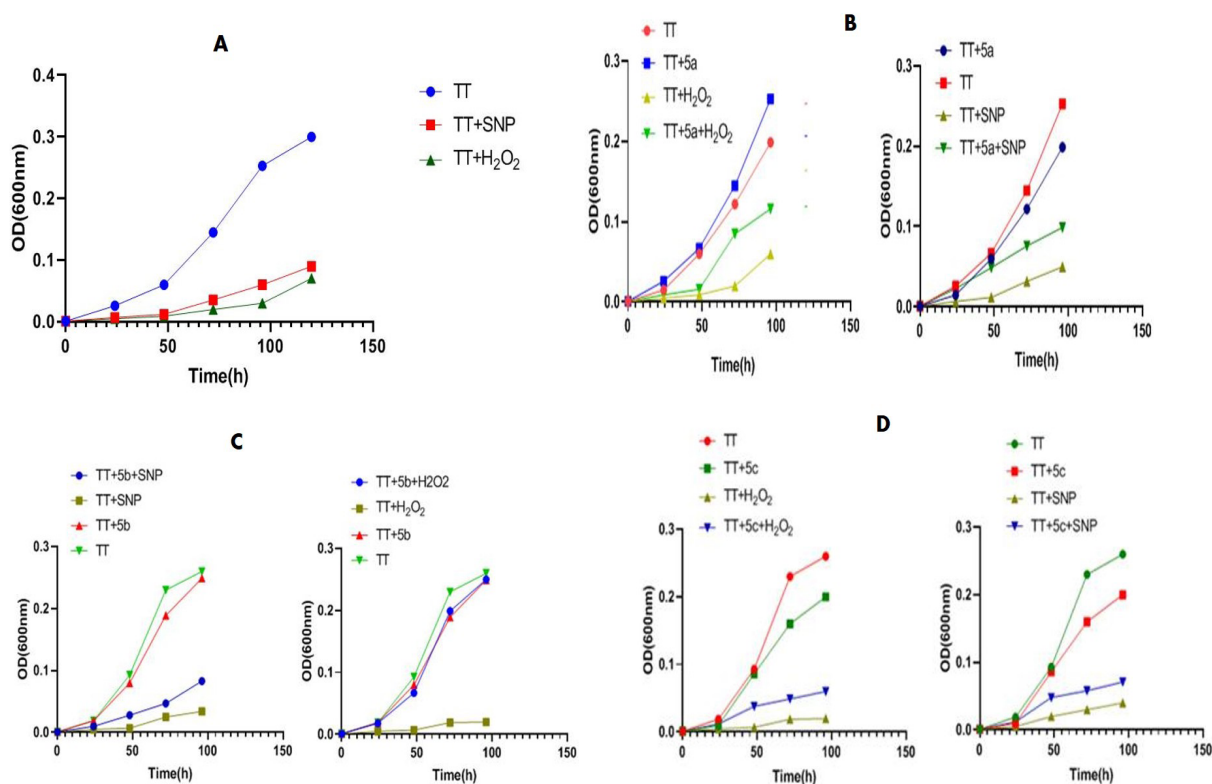 A
TT
TT+SNP
TT+H₂O₂
OD(600nm)
0.4
0.3
0.2
0.1
0.0
0
50
100
150
Time(h)
B
TT
TT+5a
TT+H₂O₂
TT+5a+H₂O₂
OD(600nm)
0.3
0.2
0.1
0.0
0
50
100
150
Time(h)
TT+5a
TT
TT+SNP
TT+5a+SNP
OD(600nm)
0.3
0.2
0.1
0.0
0
50
100
150
Time(h)
C
TT+5b+SNP
TT+SNP
TT+5b
TT
OD(600nm)
0.3
0.2
0.1
0.0
0
50
100
150
Time(h)
TT+5b+H2O2
TT+H₂O₂
TT+5b
TT
OD(600nm)
0.3
0.2
0.1
0.0
0
50
100
150
Time(h)
D
TT
TT+5c
TT+H₂O₂
TT+5c+H₂O₂
OD(600nm)
0.3
0.2
0.1
0.0
0
50
100
150
Time(h)
TT
TT+5c
TT+SNP
TT+5c+SNP
OD(600nm)
0.3
0.2
0.1
0.0
0
50
100
150
Time(h)